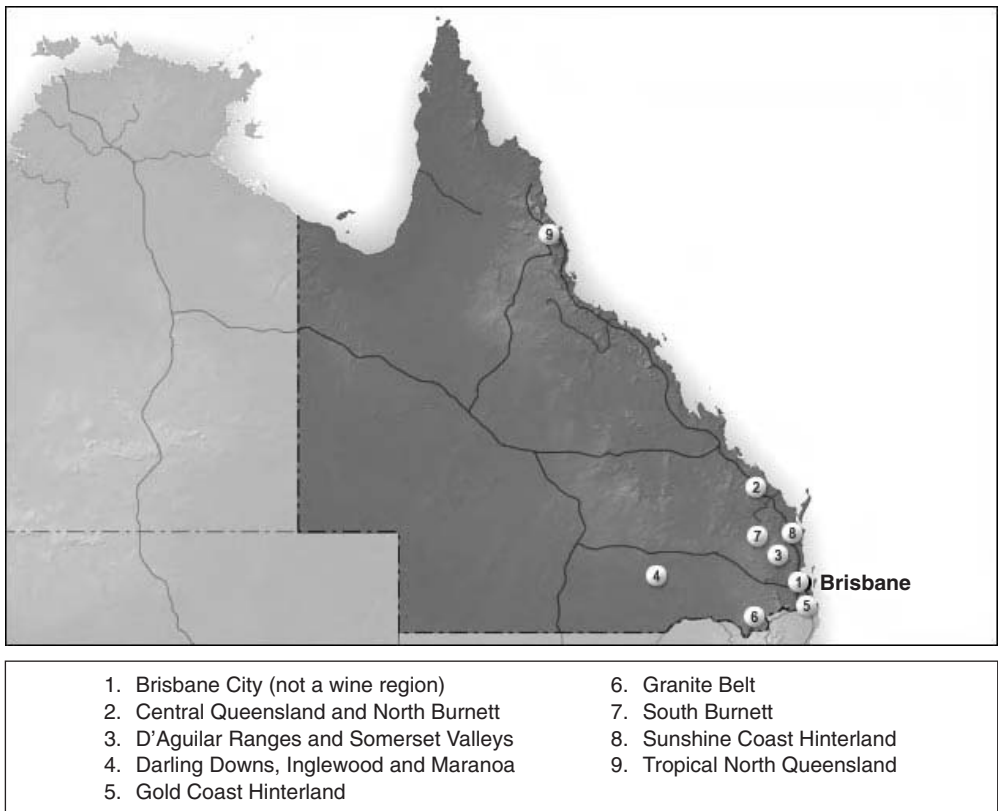 9
2
7
8
3
4
1 Brisbane
5
6
1. Brisbane City (not a wine region)
2. Central Queensland and North Burnett
3. D'Aguilar Ranges and Somerset Valleys
4. Darling Downs, Inglewood and Maranoa
5. Gold Coast Hinterland
6. Granite Belt
7. South Burnett
8. Sunshine Coast Hinterland
9. Tropical North Queensland